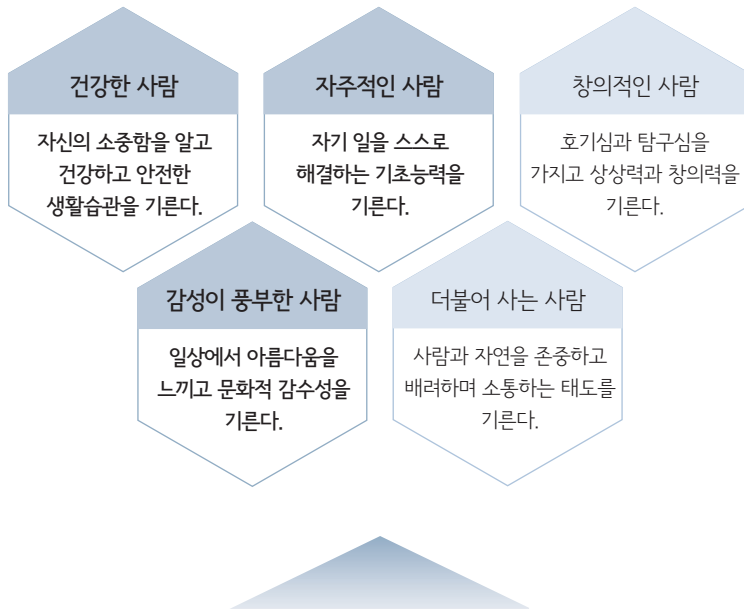 건강한 사람
자신의 소중함을 알고
건강하고 안전한
생활습관을 기른다.
자주적인 사람
자기 일을 스스로
해결하는 기초능력을
기른다.
창의적인 사람
호기심과 탐구심을
가지고 상상력과 창의력을
기른다.
감성이 풍부한 사람
일상에서 아름다움을
느끼고 문화적 감수성을
기른다.
더불어 사는 사람
사람과 자연을 존중하고
배려하며 소통하는 태도를
기른다.